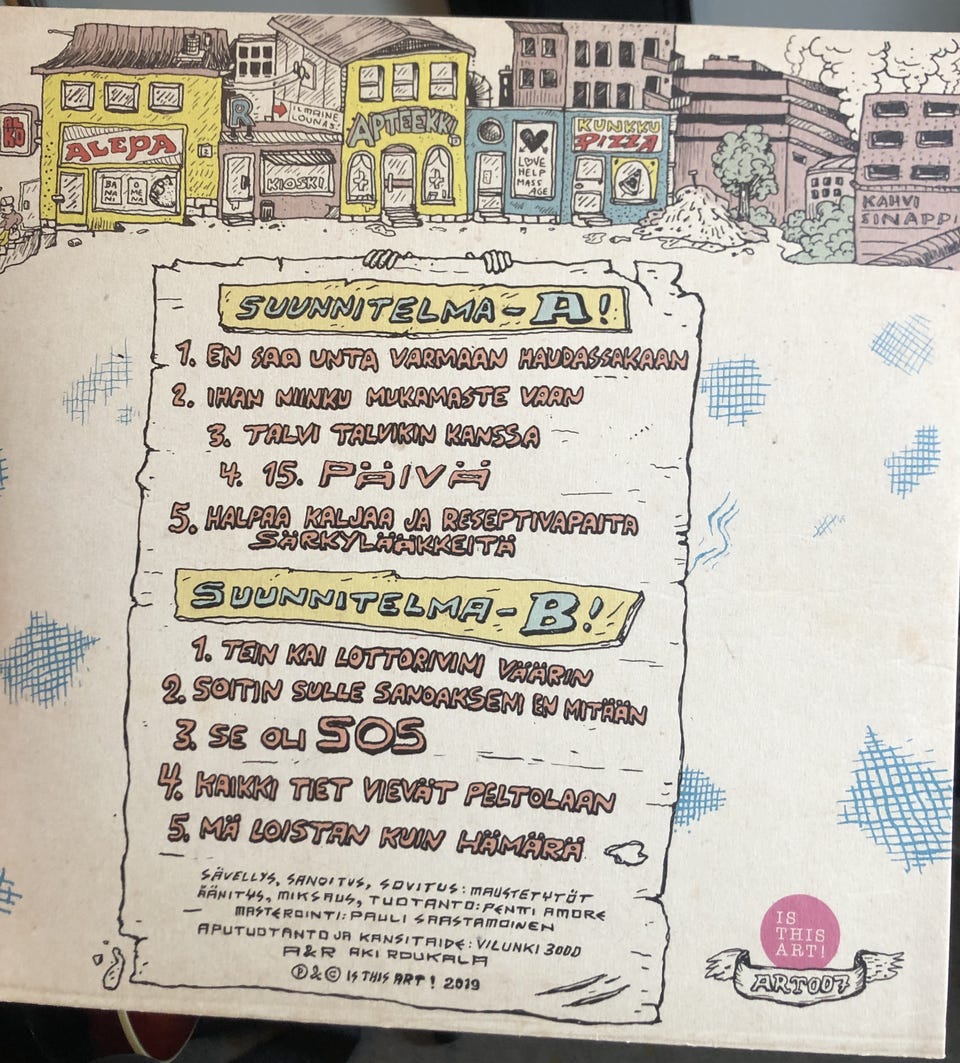 ALEPA
BA NA NI
O ME NA
R
ILMAINE LOUNAS
KIOSKI
APTEEKKI
LOVE
HELP
MASS
AGE
KUNKKU
PIZZA
KAHVI
SINAPPI
SUUNNITELMA-A!
1. EN SAA UNTA VARMAAN HAUDASSAKAAN
2. IHAN NIINKU MUKAMASTE VAAN
3. TALVI TALVIKIN KANSSA
4. 15. PÄIVÄ
5. HALPAA KALJAA JA RESEPTIVAPAITA
SÄRKYLÄÄKKEITÄ
SUUNNITELMA-B!
1. TEIN KAI LOTTORIVINI VÄÄRIN
2. SOITIN SULLE SANOAKSENI EN MITÄÄN
3. SE OLI SOS
4. KAIKKI TIET VIEVÄT PELTOLAAN
5. MÄ LOISTAN KUIN HÄMÄRÄ
SÄVELLYS, SANOITUS, SOVITUS: MAUSTETYTÖT
ÄÄNITYS, MIKSAUS, TUOTANTO: PENTTI AMORE
MASTEROINTI: PAULI SAASTAMOINEN
APUTUOTANTO JA KANSITAIDE: VILUNKI 3000
A&R AKI ROUKALA
℗ & © IS THIS ART! 2019
IS
THIS
ART!
ART007